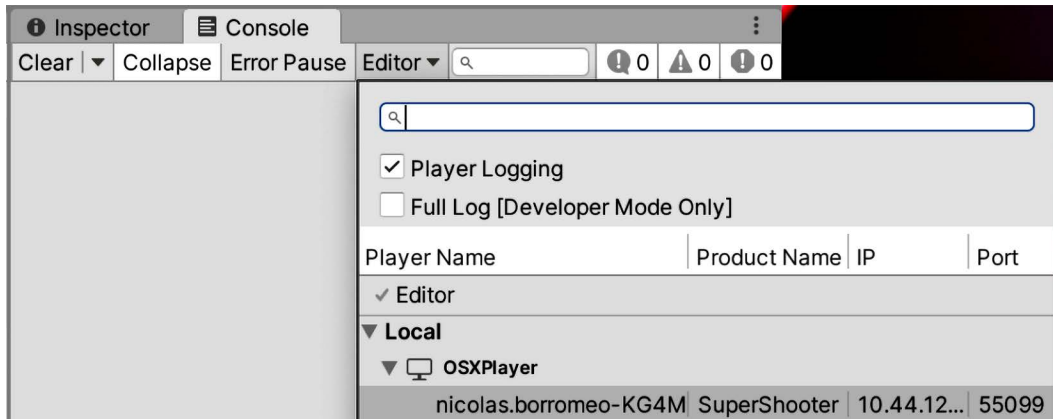 Inspector Console
Clear Collapse Error Pause Editor 0 0 0
Player Logging
Full Log [Developer Mode Only]
Player Name Product Name IP Port
Editor
Local
OSXPlayer
nicolas.borromeo-KG4M SuperShooter 10.44.12... 55099